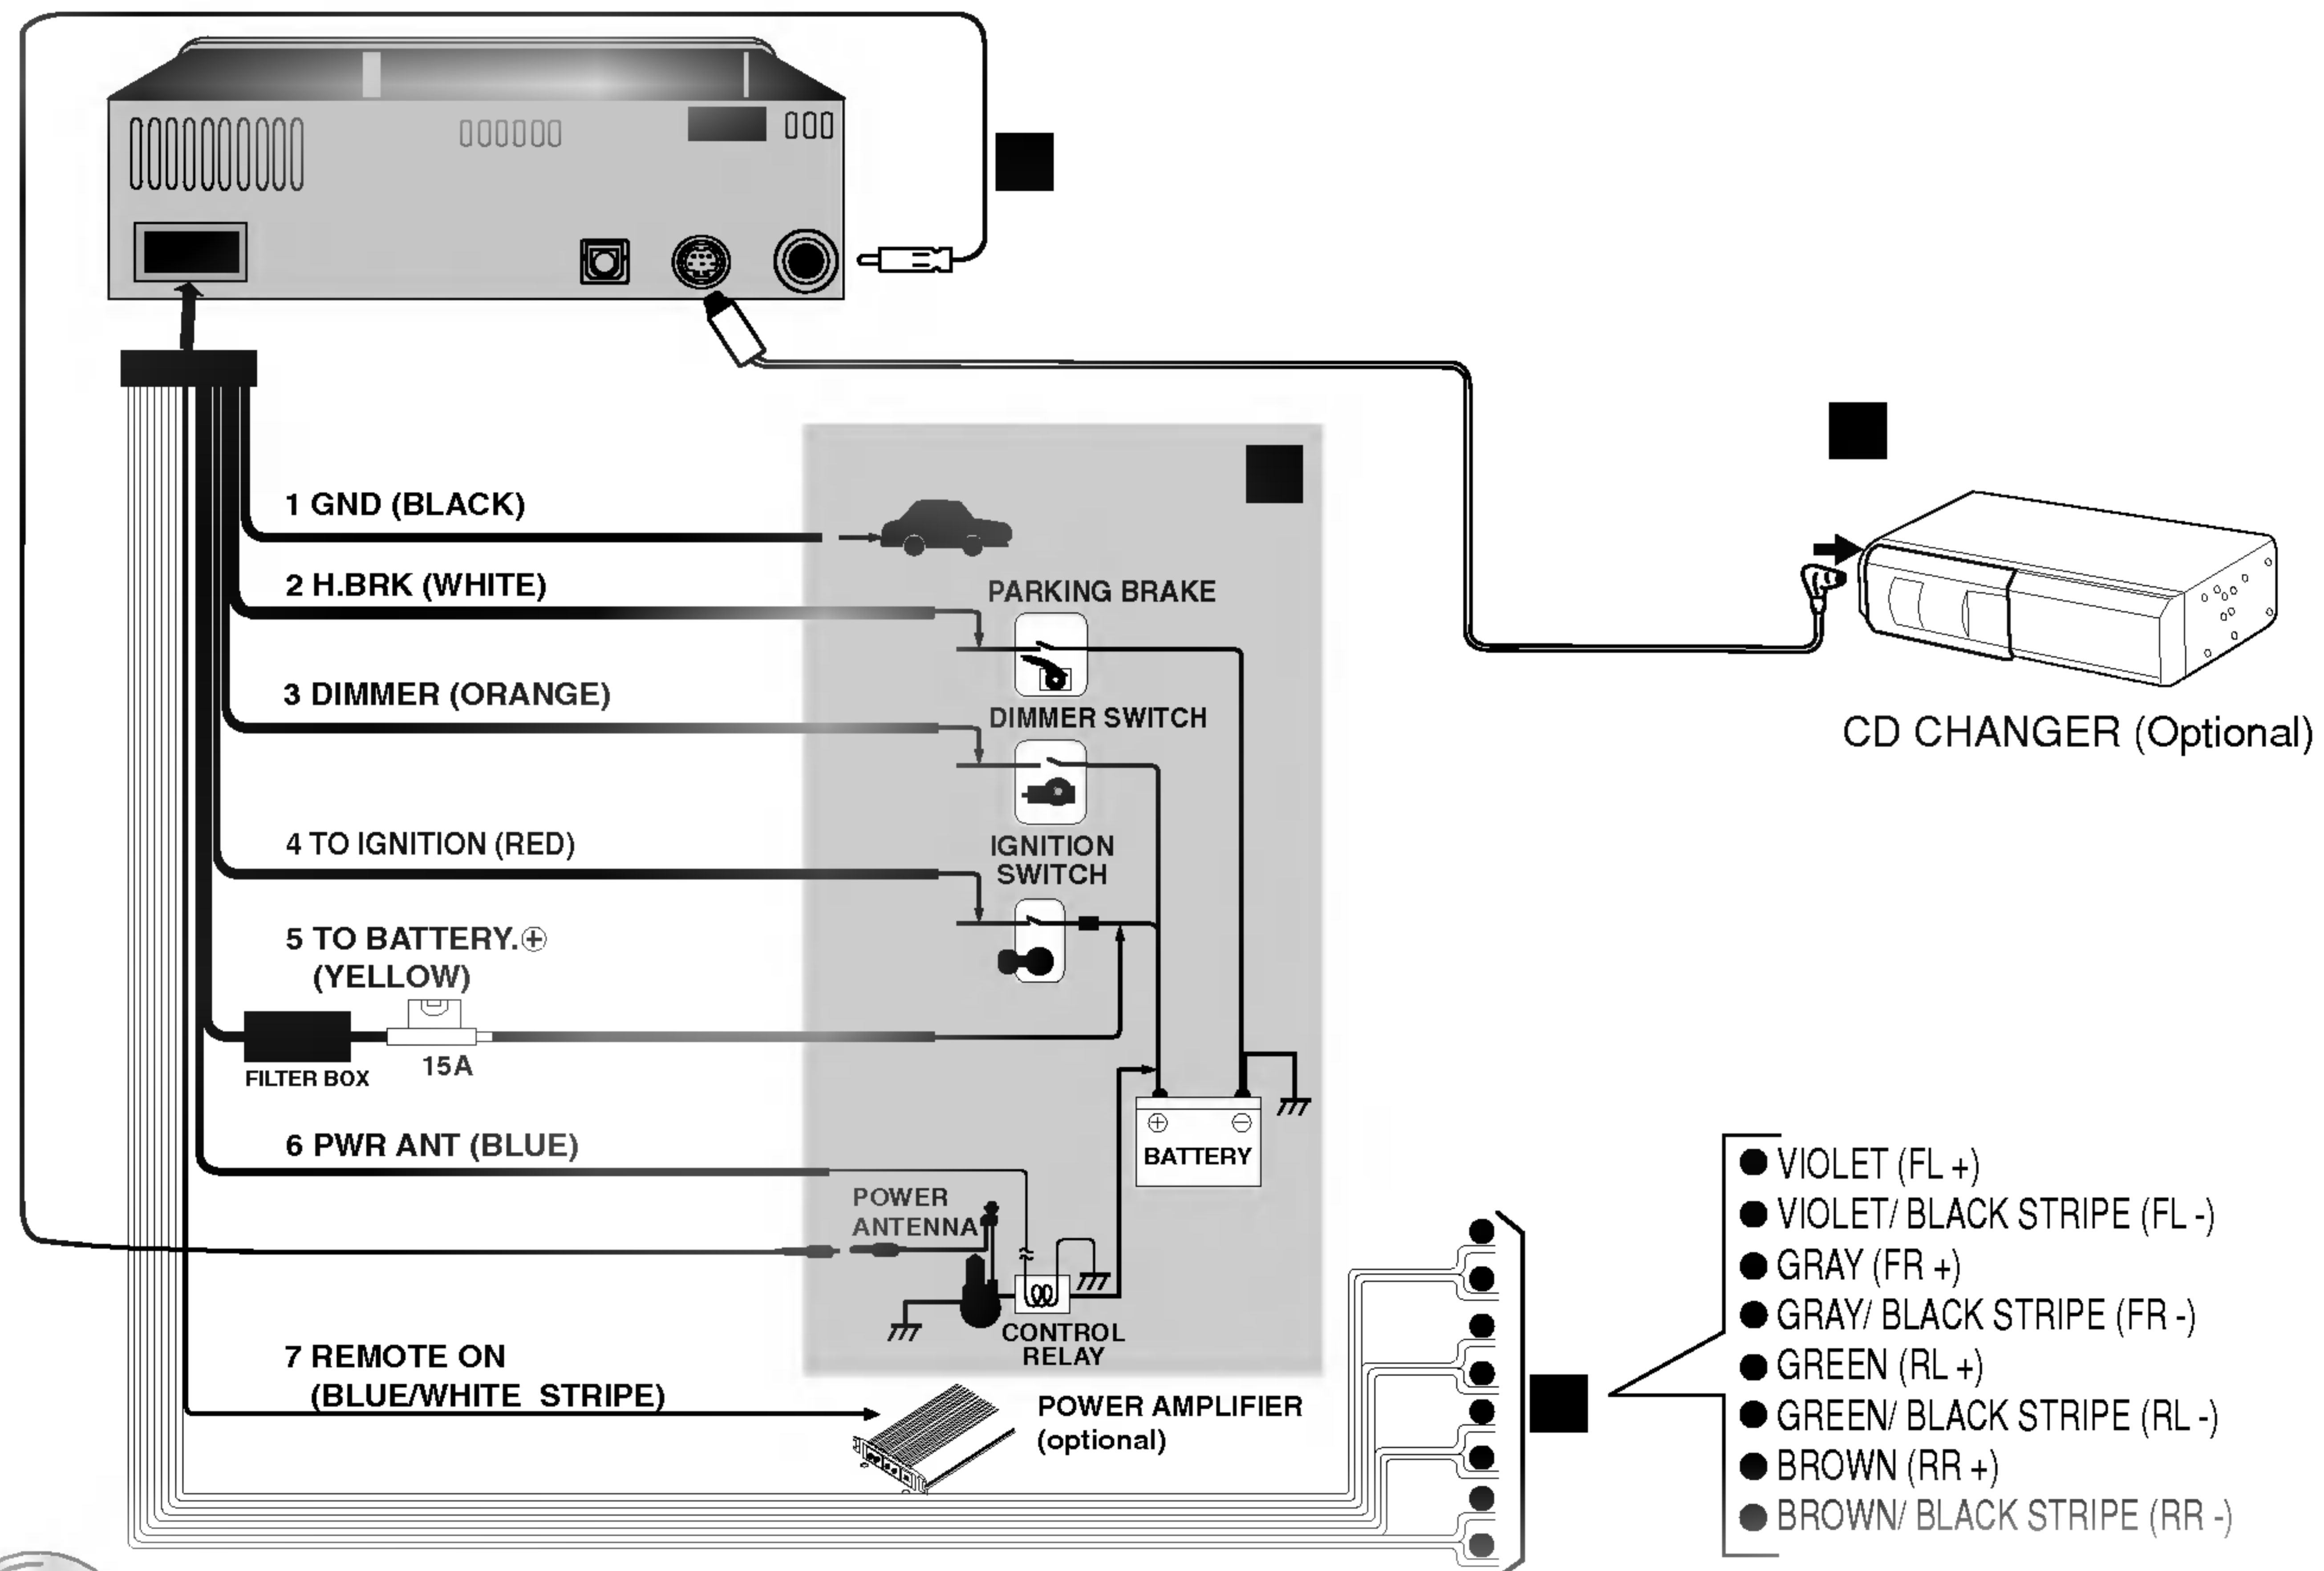 1 GND (BLACK)
2 H.BRK (WHITE)
PARKING BRAKE
3 DIMMER (ORANGE)
DIMMER SWITCH
CD CHANGER (Optional)
4 TO IGNITION (RED)
IGNITION
SWITCH
5 TO BATTERY.⊕
(YELLOW)
15A
FILTER BOX
⊕ ⊖
BATTERY
6 PWR ANT (BLUE)
POWER
ANTENNA
CONTROL
RELAY
7 REMOTE ON
(BLUE/WHITE STRIPE)
POWER AMPLIFIER
(optional)
● VIOLET (FL +)
● VIOLET/ BLACK STRIPE (FL -)
● GRAY (FR +)
● GRAY/ BLACK STRIPE (FR -)
● GREEN (RL +)
● GREEN/ BLACK STRIPE (RL -)
● BROWN (RR +)
● BROWN/ BLACK STRIPE (RR -)